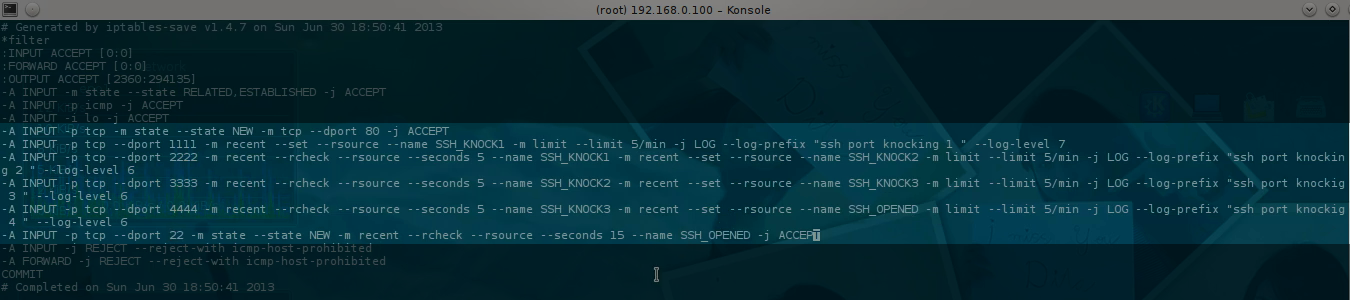 (root) 192.168.0.100 – Konsole
# Generated by iptables-save v1.4.7 on Sun Jun 30 18:50:41 2013
*filter
:INPUT ACCEPT [0:0]
:FORWARD ACCEPT [0:0]
:OUTPUT ACCEPT [2360:294135]
-A INPUT -m state --state RELATED,ESTABLISHED -j ACCEPT
-A INPUT -p icmp -j ACCEPT
-A INPUT -i lo -j ACCEPT
-A INPUT -p tcp -m state --state NEW -m tcp --dport 80 -j ACCEPT
-A INPUT -p tcp --dport 1111 -m recent --set --rsource --name SSH_KNOCK1 -m limit --limit 5/min -j LOG --log-prefix "ssh port knocking 1 " --log-level 7
-A INPUT -p tcp --dport 2222 -m recent --rcheck --rsource --seconds 5 --name SSH_KNOCK1 -m recent --set --rsource --name SSH_KNOCK2 -m limit --limit 5/min -j LOG --log-prefix "ssh port knockin
g 2 " --log-level 6
-A INPUT -p tcp --dport 3333 -m recent --rcheck --rsource --seconds 5 --name SSH_KNOCK2 -m recent --set --rsource --name SSH_KNOCK3 -m limit --limit 5/min -j LOG --log-prefix "ssh port knockig
 3 " --log-level 6
-A INPUT -p tcp --dport 4444 -m recent --rcheck --rsource --seconds 5 --name SSH_KNOCK3 -m recent --set --rsource --name SSH_OPENED -m limit --limit 5/min -j LOG --log-prefix "ssh port knockig
 4 " --log-level 6
-A INPUT -p tcp --dport 22 -m state --state NEW -m recent --rcheck --rsource --seconds 15 --name SSH_OPENED -j ACCEPT
-A INPUT -j REJECT --reject-with icmp-host-prohibited
-A FORWARD -j REJECT --reject-with icmp-host-prohibited
COMMIT
# Completed on Sun Jun 30 18:50:41 2013